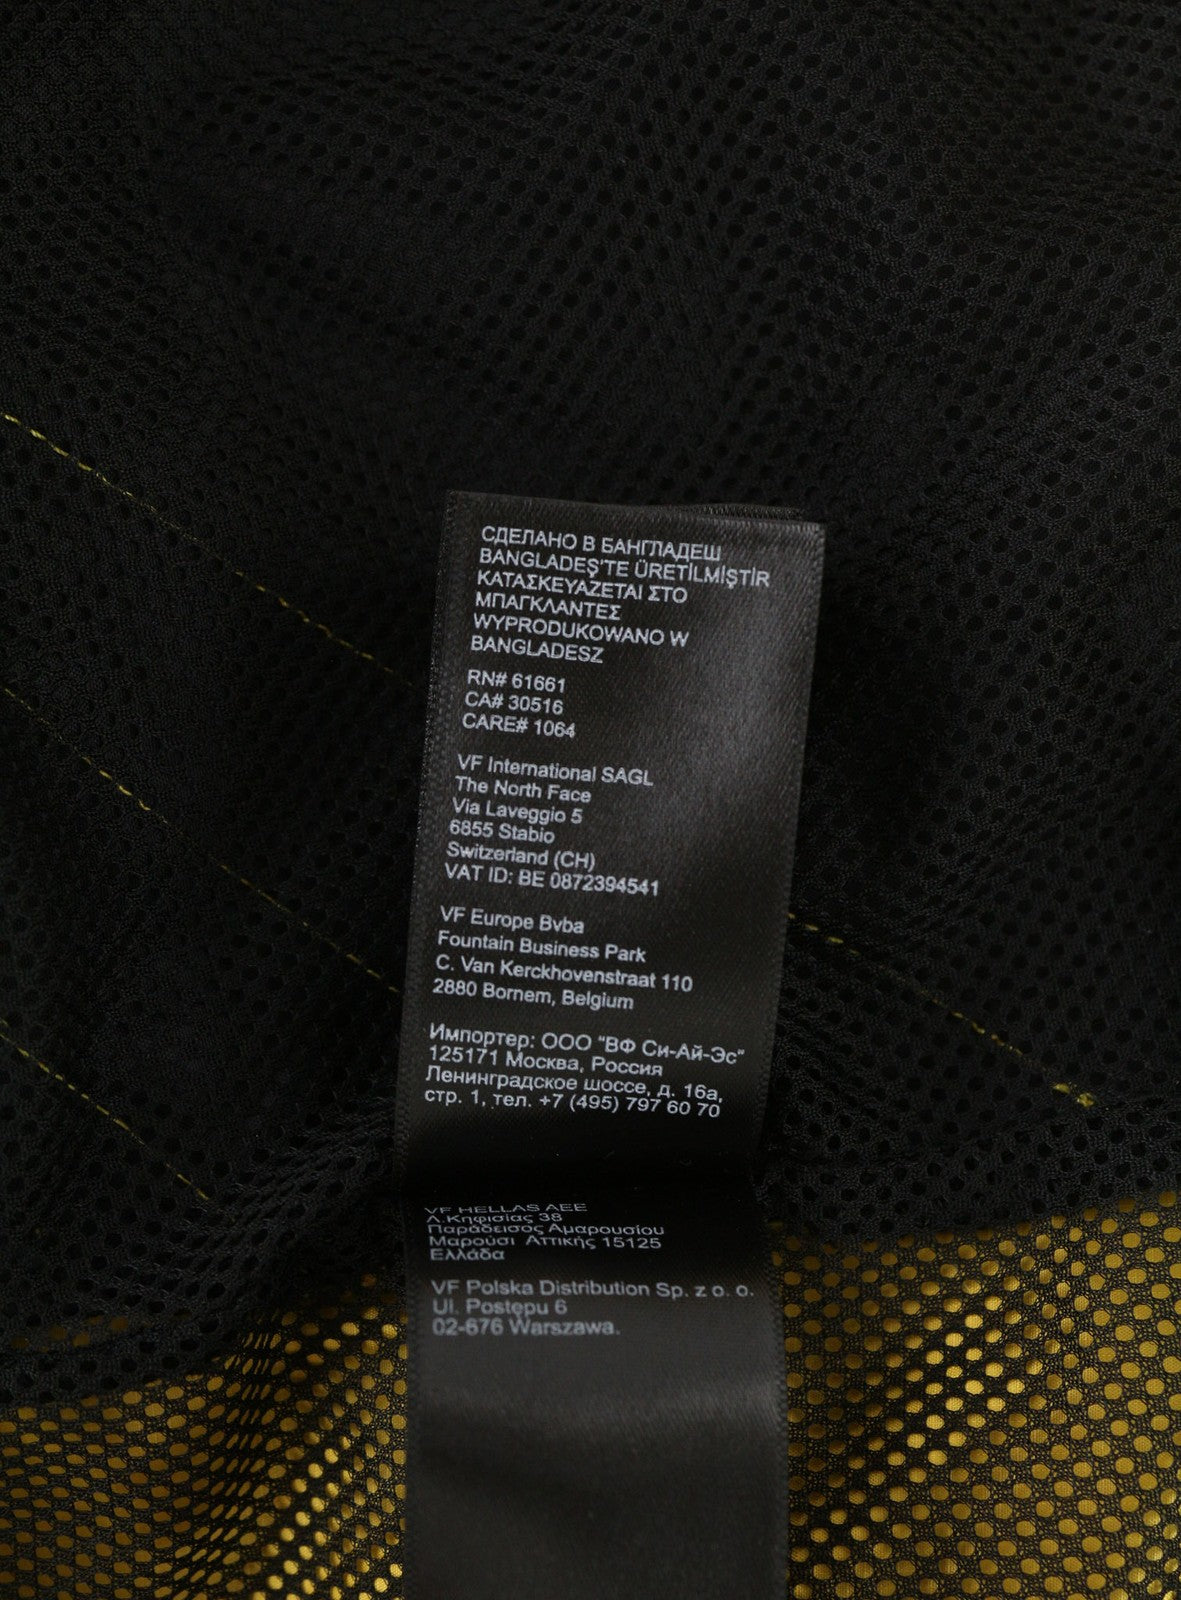 СДЕЛАНО В БАНГЛАДЕШ
BANGLADEŞ'TE ÜRETİLMİŞTİR
ΚΑΤΑΣΚΕΥΑΖΕΤΑΙ ΣΤΟ
ΜΠΑΓΚΛΑΝΤΕΣ
WYPRODUKOWANO W
BANGLADESZ
RN# 61661
CA# 30516
CARE# 1064
VF International SAGL
The North Face
Via Laveggio 5
6855 Stabio
Switzerland (CH)
VAT ID: BE 0872394541
VF Europe Bvba
Fountain Business Park
C. Van Kerckhovenstraat 110
2880 Bornem, Belgium
Импортер: ООО "ВФ Си-Ай-Эс"
125171 Москва, Россия
Ленинградское шоссе, д. 16а,
стр. 1, тел. +7 (495) 797 60 70
VF HELLAS AEE
Λ.Κηφισίας 38
Παράδεισος Αμαρουσίου
Μαρούσι Αττικής 15125
Ελλάδα
VF Polska Distribution Sp. z o. o.
Ul. Postępu 6
02-676 Warszawa.